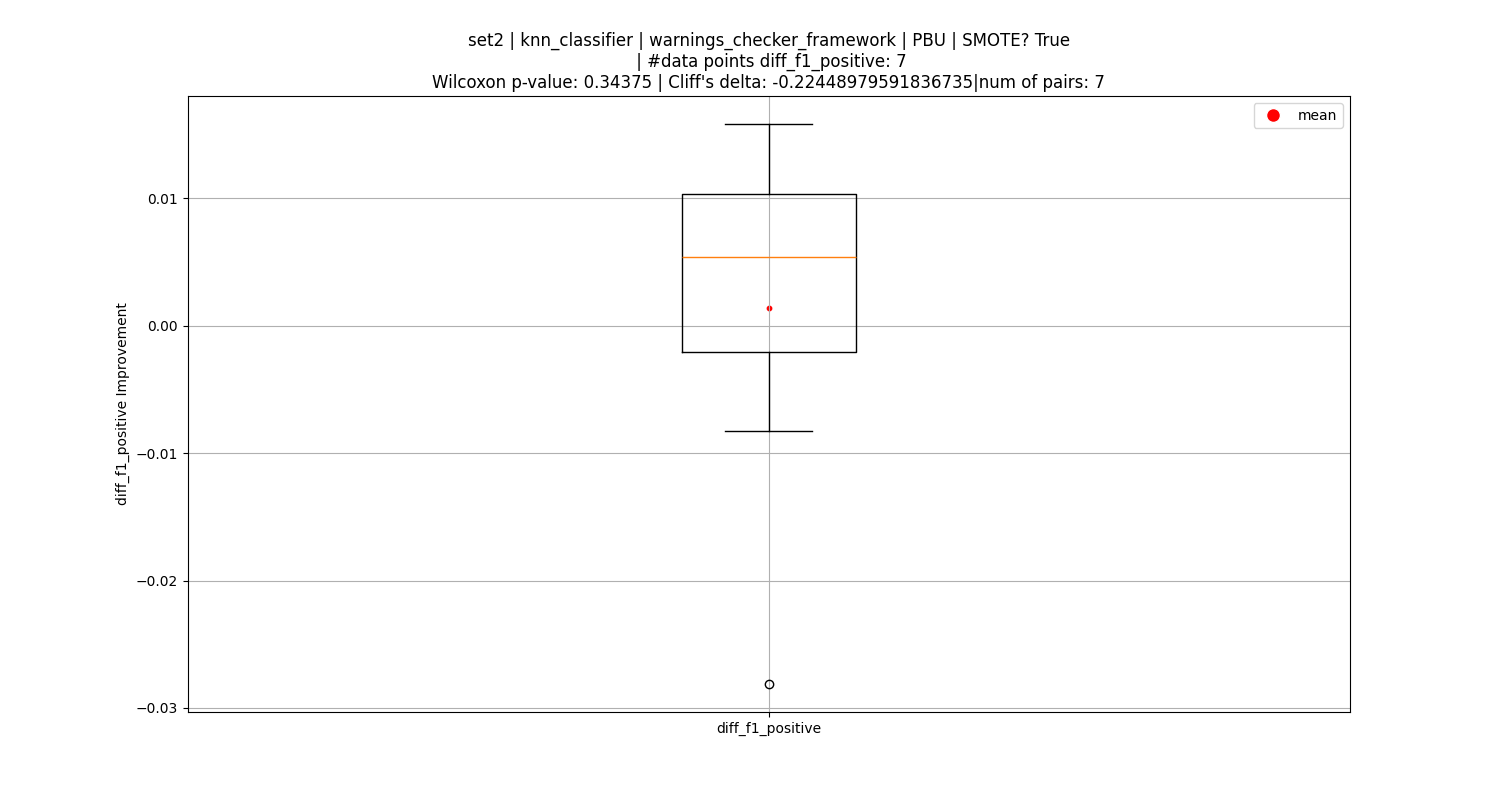 set2 | knn_classifier | warnings_checker_framework | PBU | SMOTE? True
| #data points diff_f1_positive: 7
Wilcoxon p-value: 0.34375 | Cliff's delta: -0.22448979591836735|num of pairs: 7
mean
0.01
0.00
−0.01
−0.02
−0.03
diff_f1_positive Improvement
diff_f1_positive